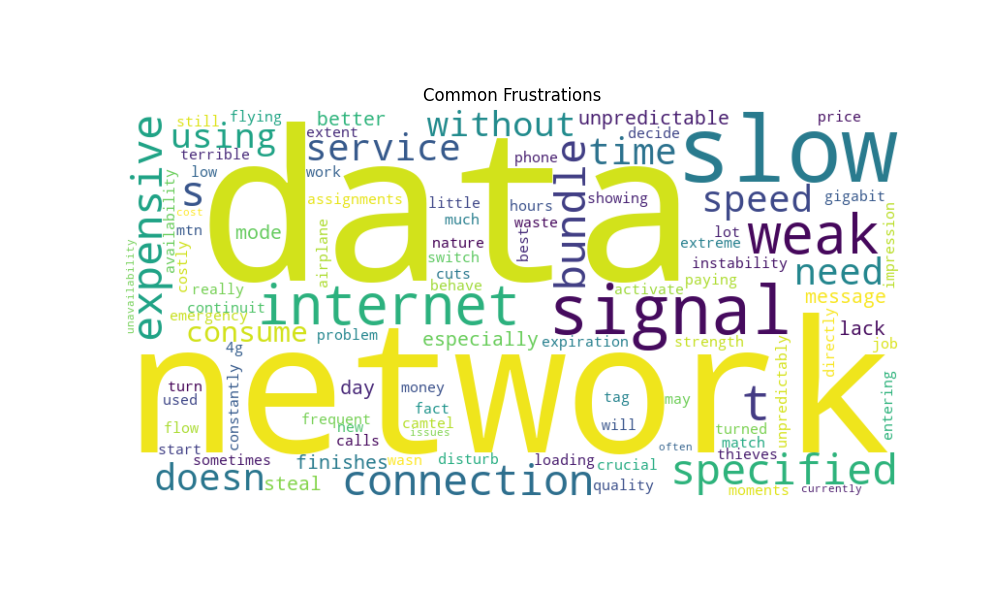 Common Frustrations
still
flying
better
without
unpredictable
price
using
extent
service
time
decide
slow
terrible
phone
expensive
data
low
work
bundle
showing
s
assignments
little
hours
speed
gigabit
availability
cost
much
waste
mtn
mode
nature
best
lot
weak
extreme
impression
costly
airplane
switch
instability
need
unavailability
cuts
behave
activate
paying
really
continuit
internet
signal
message
emergency
consume
problem
especially
expiration
strength
directly
lack
job
4g
network
turn
used
constantly
day
money
tag
may
t
unpredictably
entering
fact
frequent
new
camtel
will
turned
flow
issues
match
start
calls
often
thieves
sometimes
finishes
wasn
disturb
loading
crucial
specified
doesn
steal
connection
quality
moments
currently